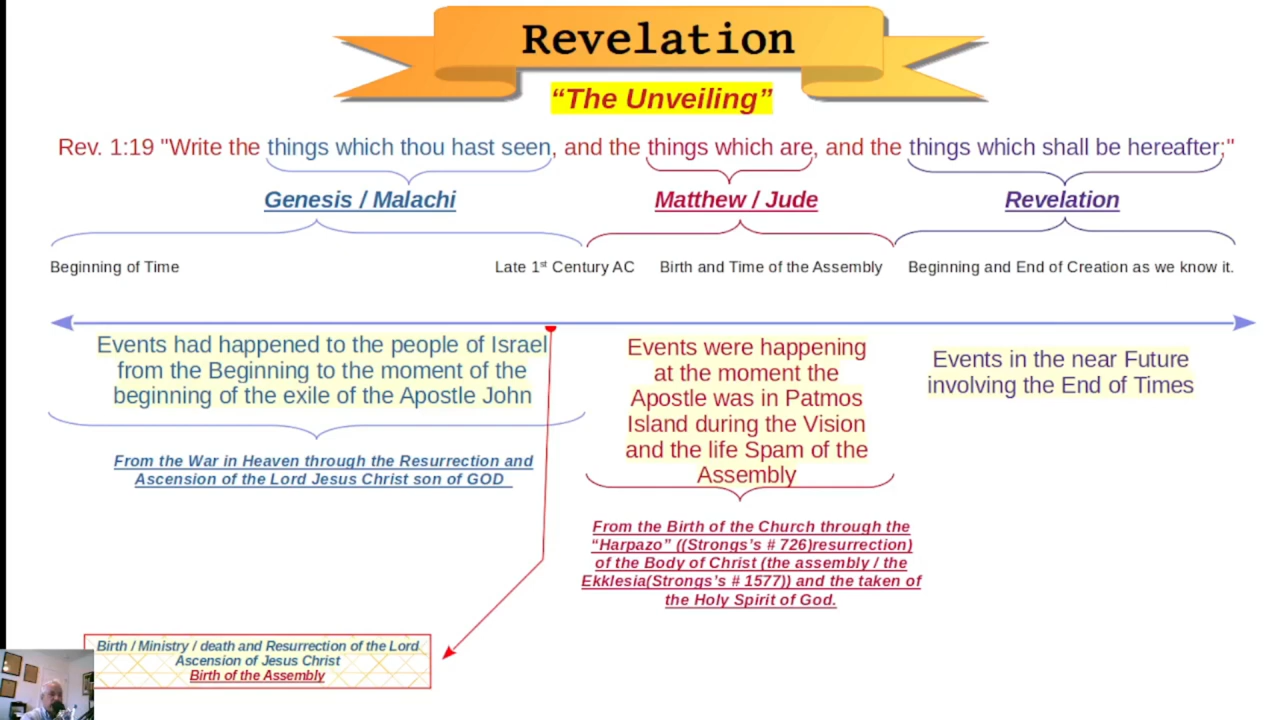 Revelation
“The Unveiling”
Rev. 1:19 "Write the things which thou hast seen, and the things which are, and the things which shall be hereafter;"
Genesis / Malachi
Matthew / Jude
Revelation
Beginning of Time
Late 1st Century AC
Birth and Time of the Assembly
Beginning and End of Creation as we know it.
Events had happened to the people of Israel
from the Beginning to the moment of the
beginning of the exile of the Apostle John
Events were happening
at the moment the
Apostle was in Patmos
Island during the Vision
and the life Spam of the
Assembly
Events in the near Future
involving the End of Times
From the War in Heaven through the Resurrection and
Ascension of the Lord Jesus Christ son of GOD
From the Birth of the Church through the
“Harpazo” ((Strongs’s # 726)resurrection)
of the Body of Christ (the assembly / the
Ekklesia(Strongs’s # 1577)) and the taken of
the Holy Spirit of God.
Birth / Ministry / death and Resurrection of the Lord
Ascension of Jesus Christ
Birth of the Assembly